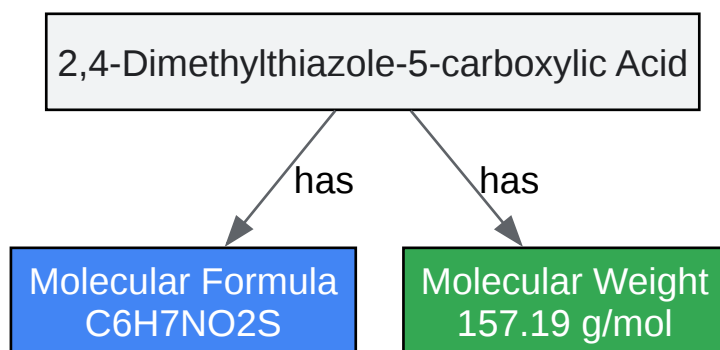 2,4-Dimethylthiazole-5-carboxylic Acid
has has
Molecular Formula
C6H7NO2S
Molecular Weight
157.19 g/mol